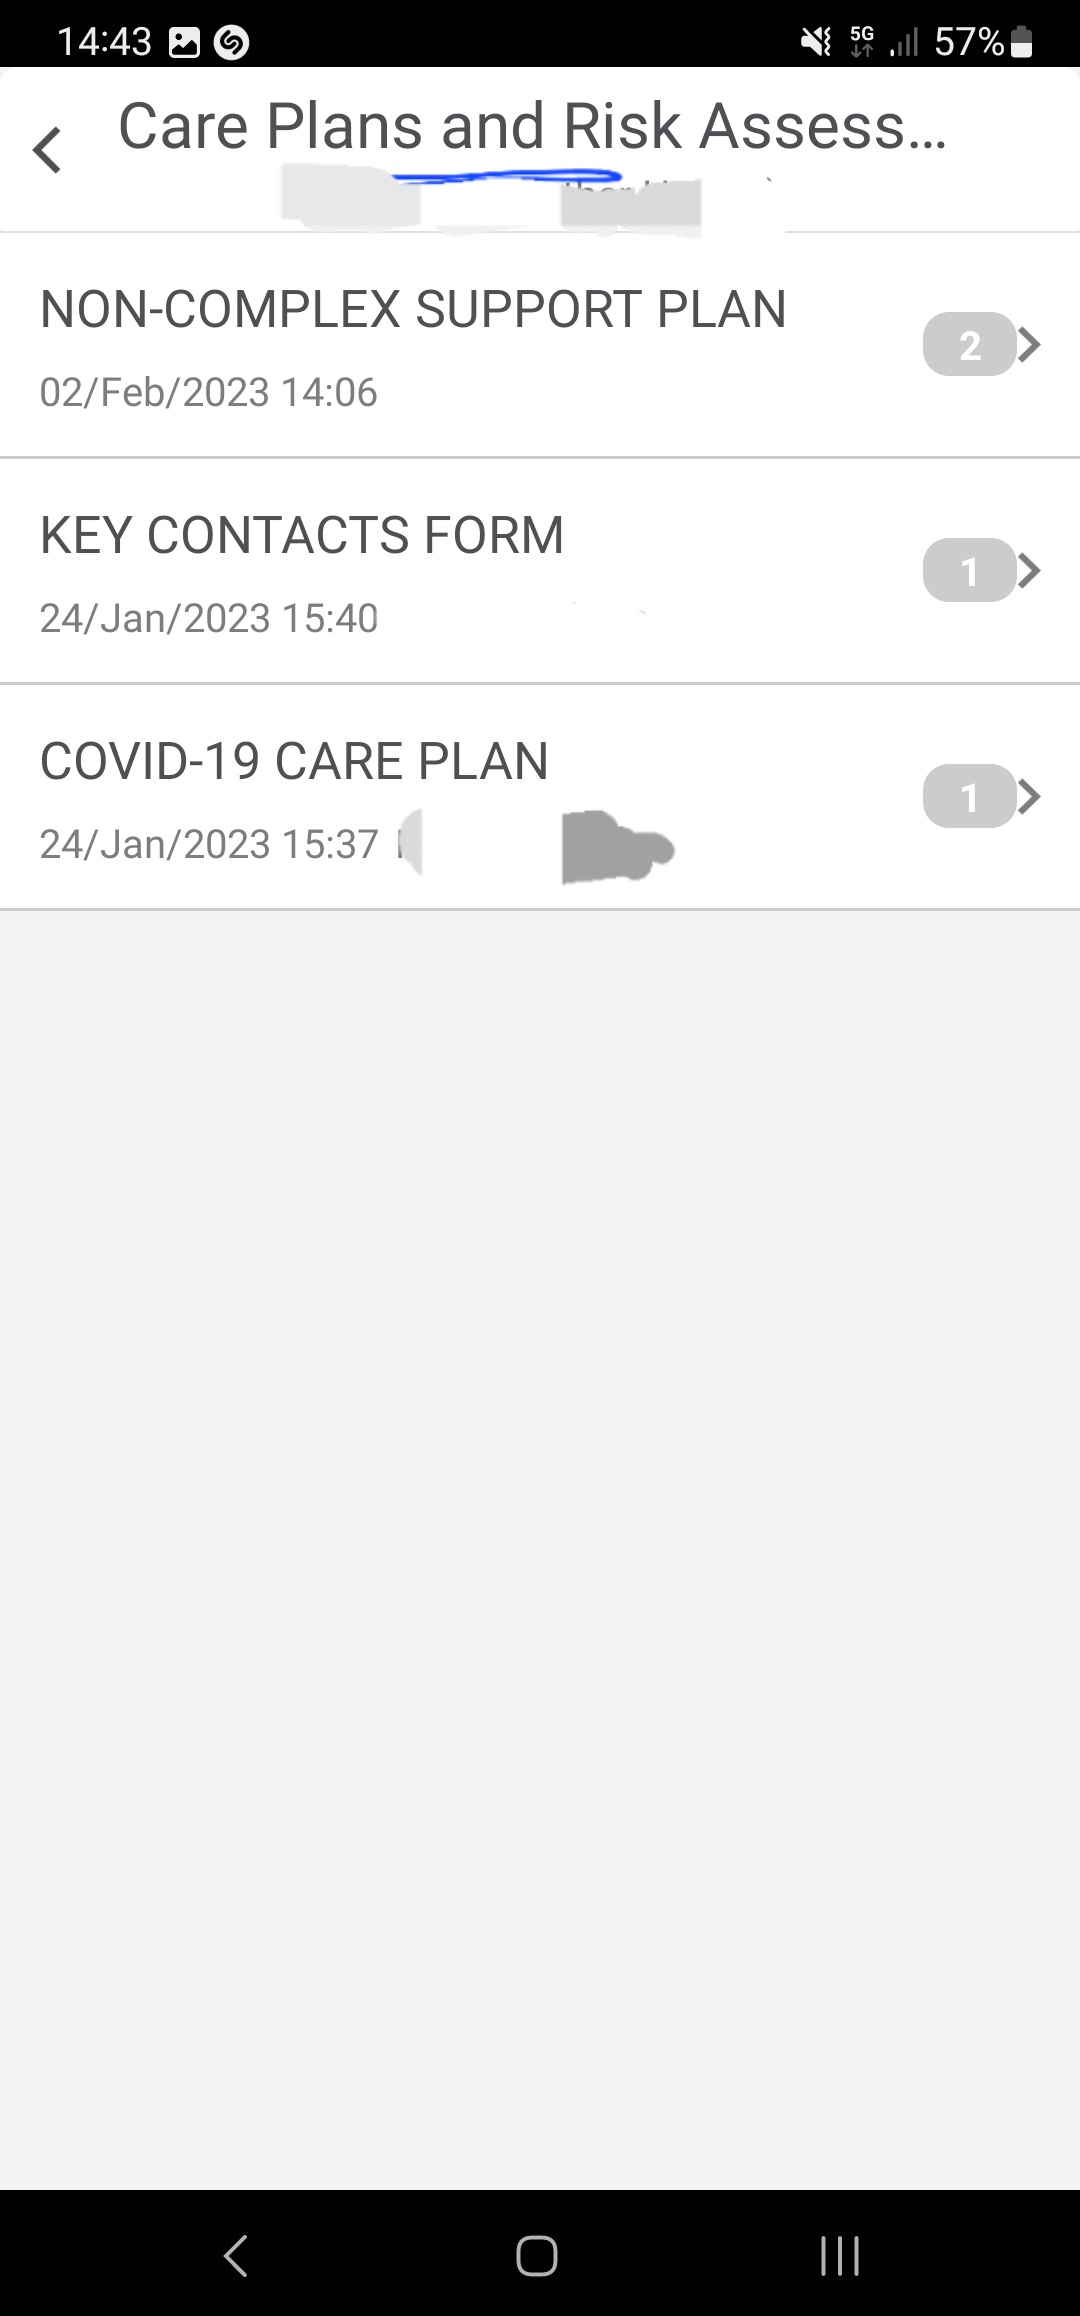 14:43 5G 57%
Care Plans and Risk Assess...
NON-COMPLEX SUPPORT PLAN
2
02/Feb/2023 14:06
KEY CONTACTS FORM
1
24/Jan/2023 15:40
COVID-19 CARE PLAN
1
24/Jan/2023 15:37